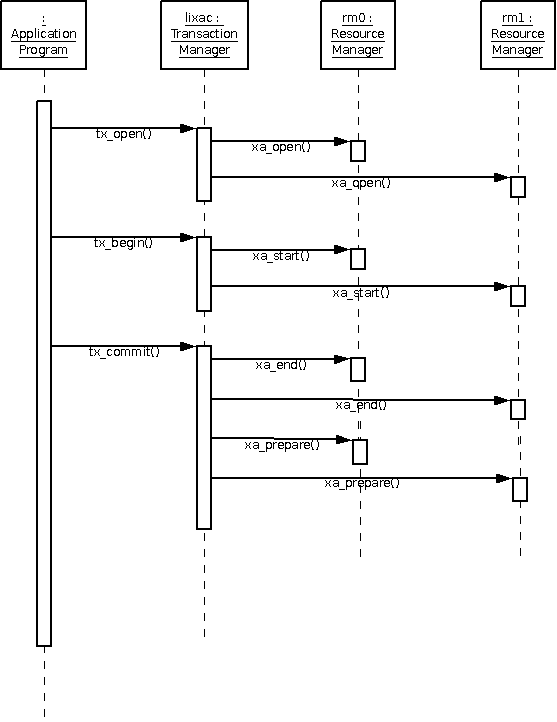 :
Application
Program
lixac :
Transaction
Manager
rm0 :
Resource
Manager
rm1 :
Resource
Manager
tx_open()
xa_open()
xa_open()
tx_begin()
xa_start()
xa_start()
tx_commit()
xa_end()
xa_end()
xa_prepare()
xa_prepare()